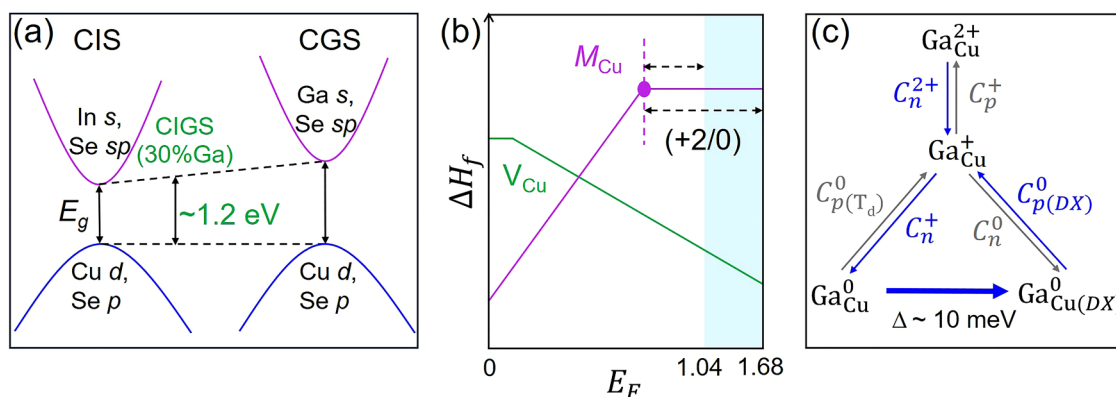 (a)
CIS
CGS
In s,
Se sp
Ga s,
Se sp
CIGS
(30%Ga)
E_g
~1.2 eV
Cu d,
Se p
Cu d,
Se p
(b)
M_Cu
(+2/0)
V_Cu
ΔH_f
0
1.04
1.68
E_F
(c)
Ga_Cu^2+
C_n^2+
C_p^+
Ga_Cu^+
C_p(T_d)^0
C_n^+
C_n^0
C_p(DX)^0
Ga_Cu^0
Ga_Cu(DX^0
Δ ~ 10 meV